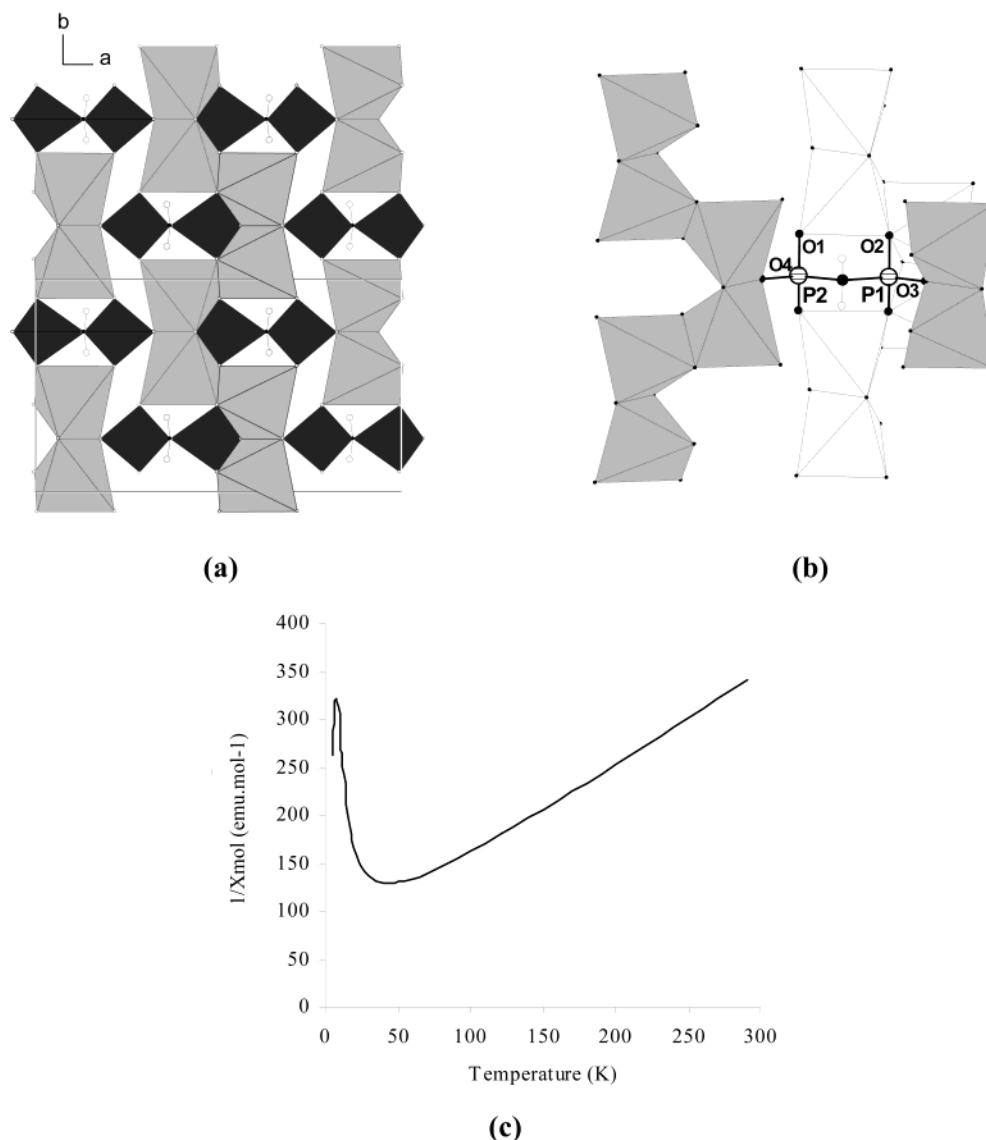 b
a
O1 O2
O4
P2 P1 O3
(a)
(b)
400
350
300
250
200
150
100
50
0
1/Xmol (emu.mol-1)
0 50 100 150 200 250 300
Temperature (K)
(c)